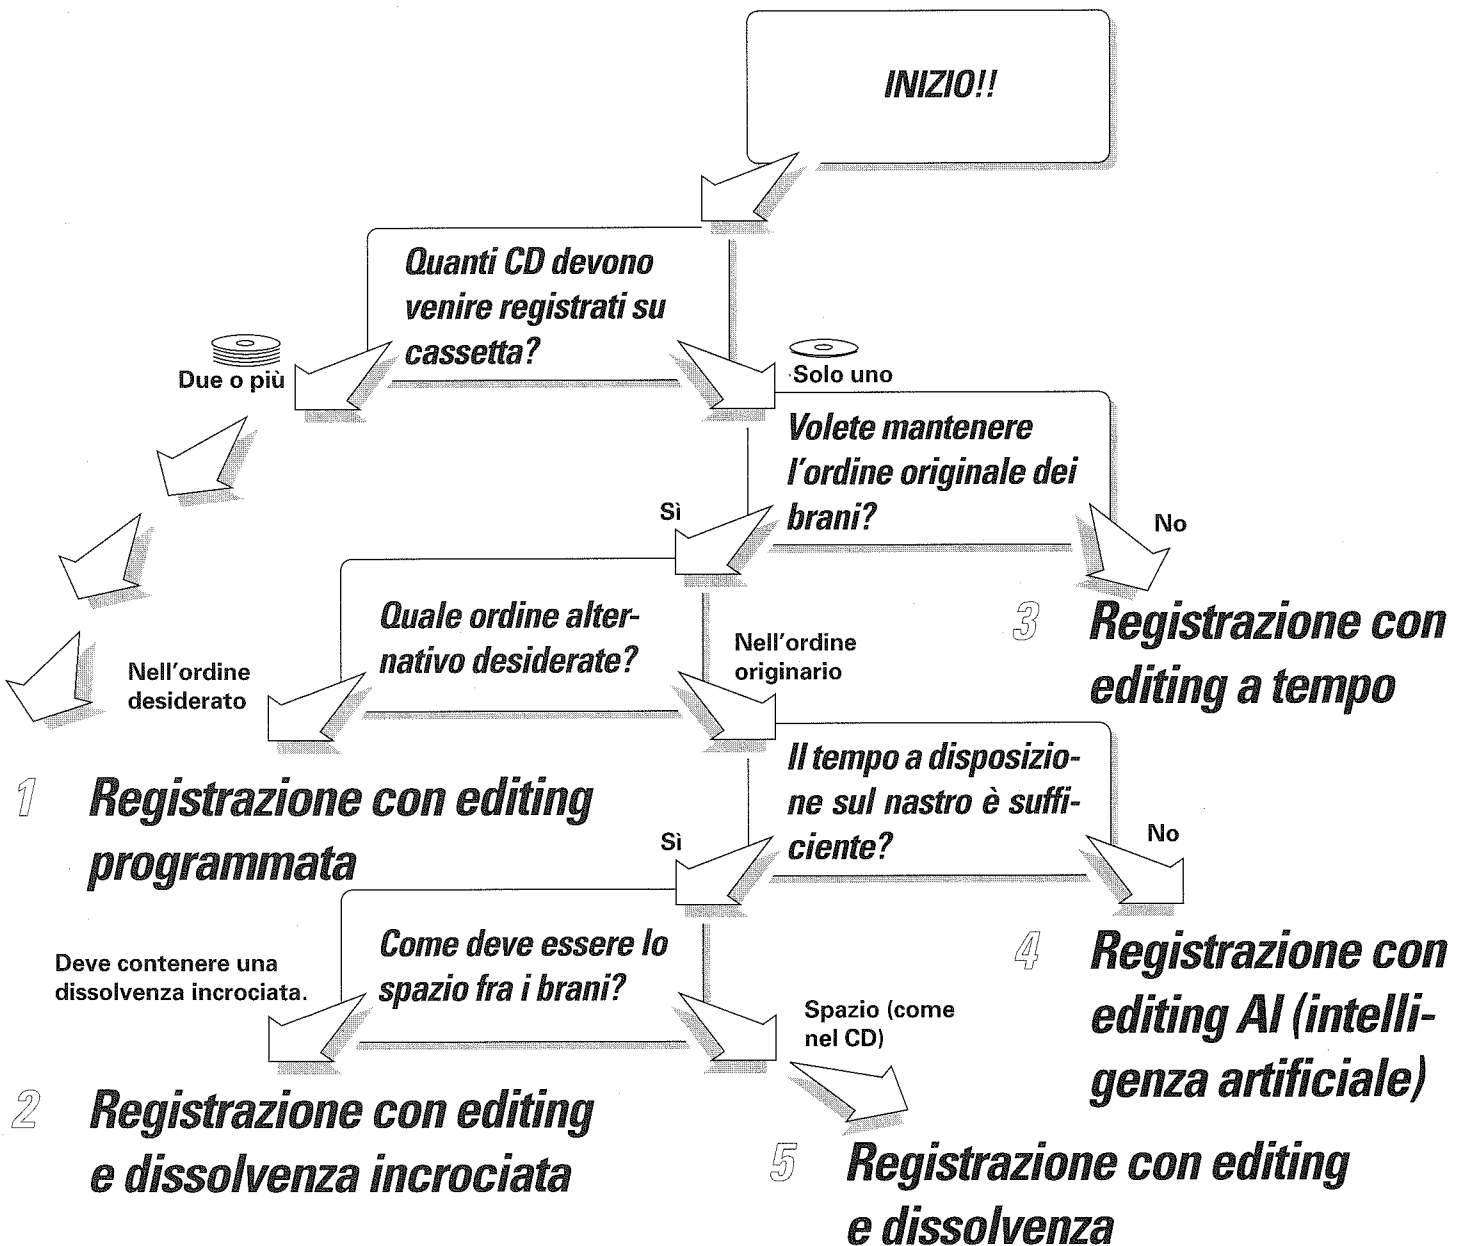 INIZIO!!
Quanti CD devono
venire registrati su
cassetta?
Due o più
Solo uno
Volete mantenere
l'ordine originale dei
brani?
Sì
No
3 Registrazione con
editing a tempo
Quale ordine alter-
nativo desiderate?
Nell'ordine
desiderato
Nell'ordine
originario
1 Registrazione con editing
programmata
Il tempo a disposizio-
ne sul nastro è suffi-
ciente?
Sì
No
4 Registrazione con
editing AI (intelli-
genza artificiale)
Come deve essere lo
spazio fra i brani?
Deve contenere una
dissolvenza incrociata.
Spazio (come
nel CD)
2 Registrazione con editing
e dissolvenza incrociata
5 Registrazione con editing
e dissolvenza